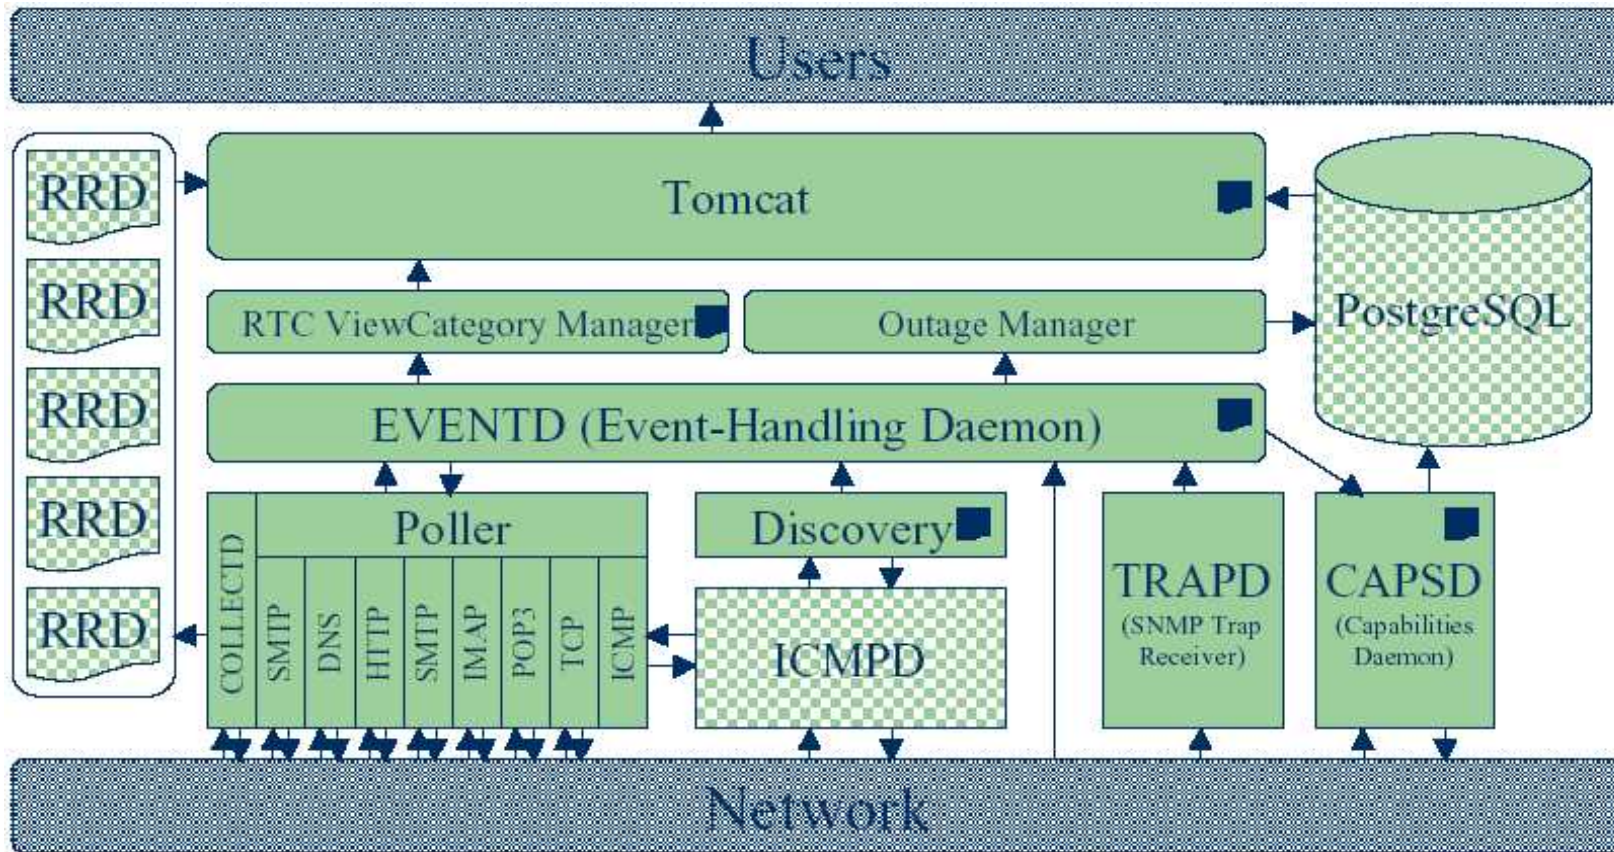 Users
RRD
RRD
RRD
RRD
RRD
Tomcat
RTC ViewCategory Manager
Outage Manager
PostgreSQL
EVENTD (Event-Handling Daemon)
COLLECTD
Poller
SMTP
DNS
HTTP
SMTP
IMAP
POP3
TCP
ICMP
Discovery
ICMPD
TRAPD
(SNMP Trap
Receiver)
CAPSD
(Capabilities
Daemon)
Network